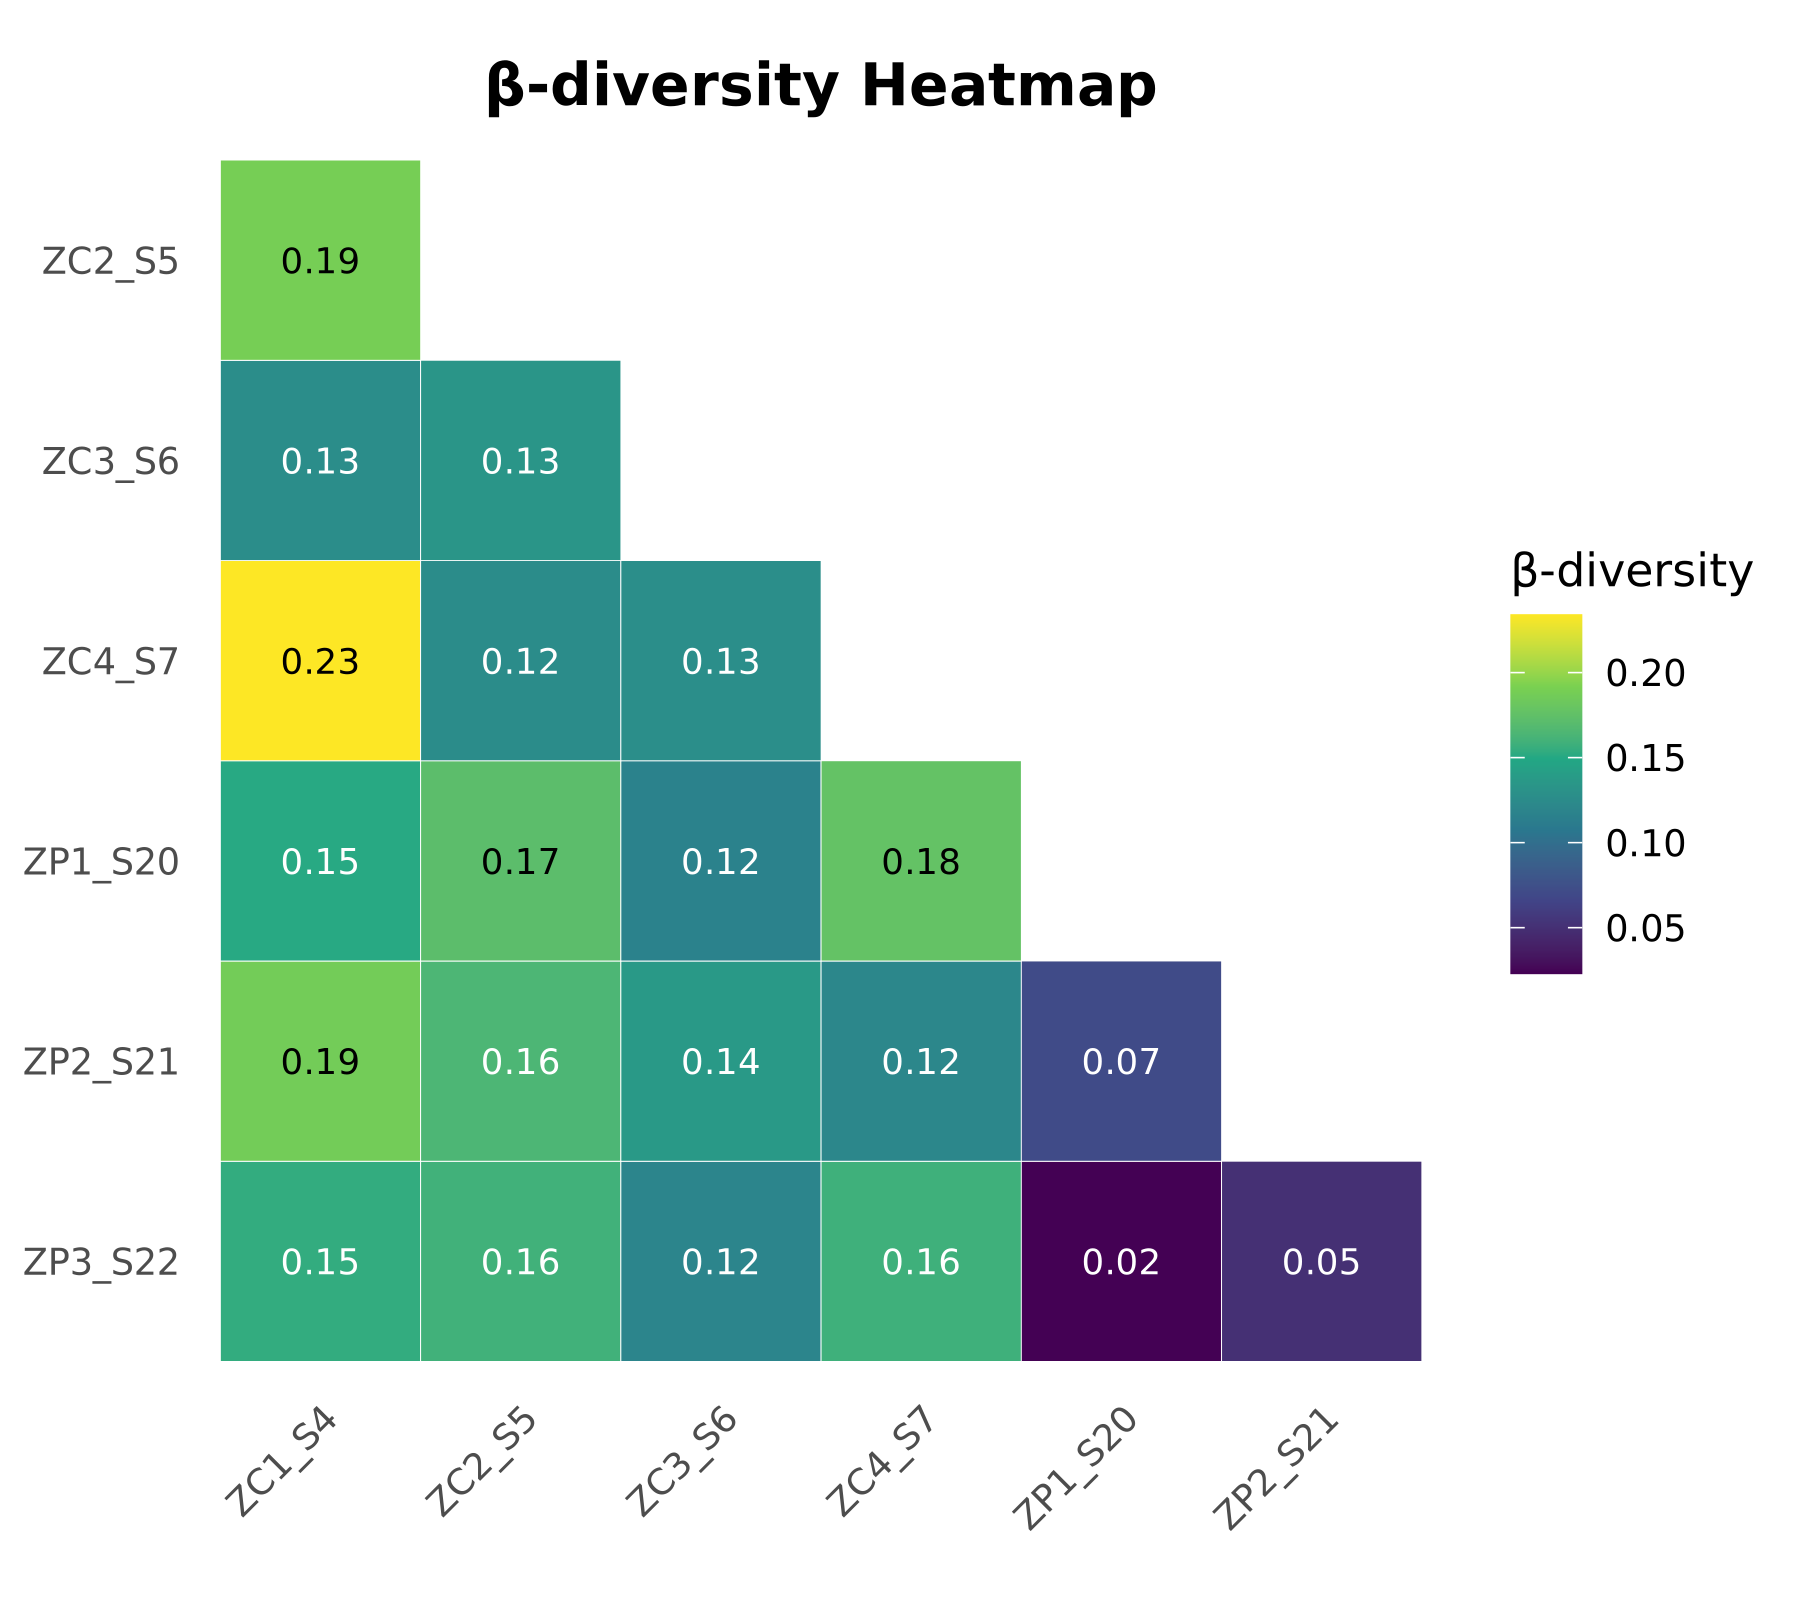 β-diversity Heatmap
ZC2_S5 0.19
ZC3_S6 0.13 0.13
ZC4_S7 0.23 0.12 0.13
ZP1_S20 0.15 0.17 0.12 0.18
ZP2_S21 0.19 0.16 0.14 0.12 0.07
ZP3_S22 0.15 0.16 0.12 0.16 0.02 0.05
ZC1_S4 ZC2_S5 ZC3_S6 ZC4_S7 ZP1_S20 ZP2_S21
β-diversity
0.20
0.15
0.10
0.05